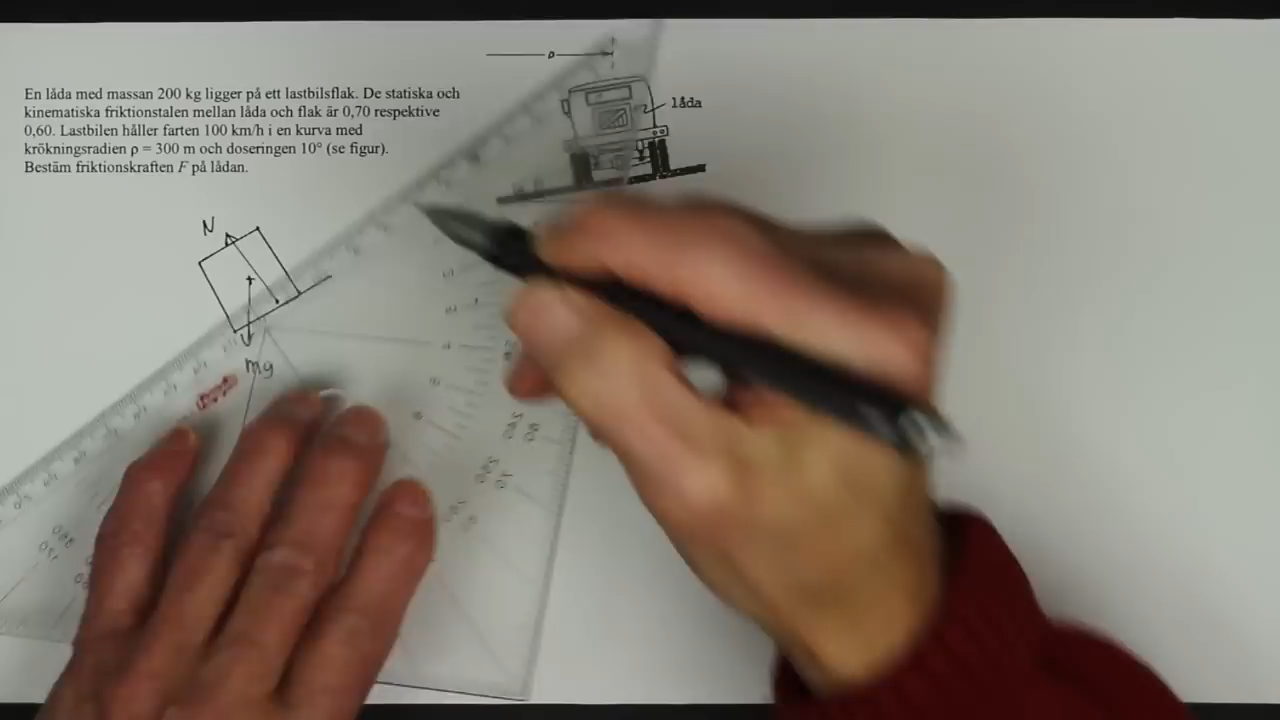 En låda med massan 200 kg ligger på ett lastbilsflak. De statiska och
kinematiska friktionstalen mellan låda och flak är 0,70 respektive
0,60. Lastbilen håller farten 100 km/h i en kurva med
krökningsradien ρ = 300 m och doseringen 10° (se figur).
Bestäm friktionskraften F på lådan.
ρ
låda
N
mg